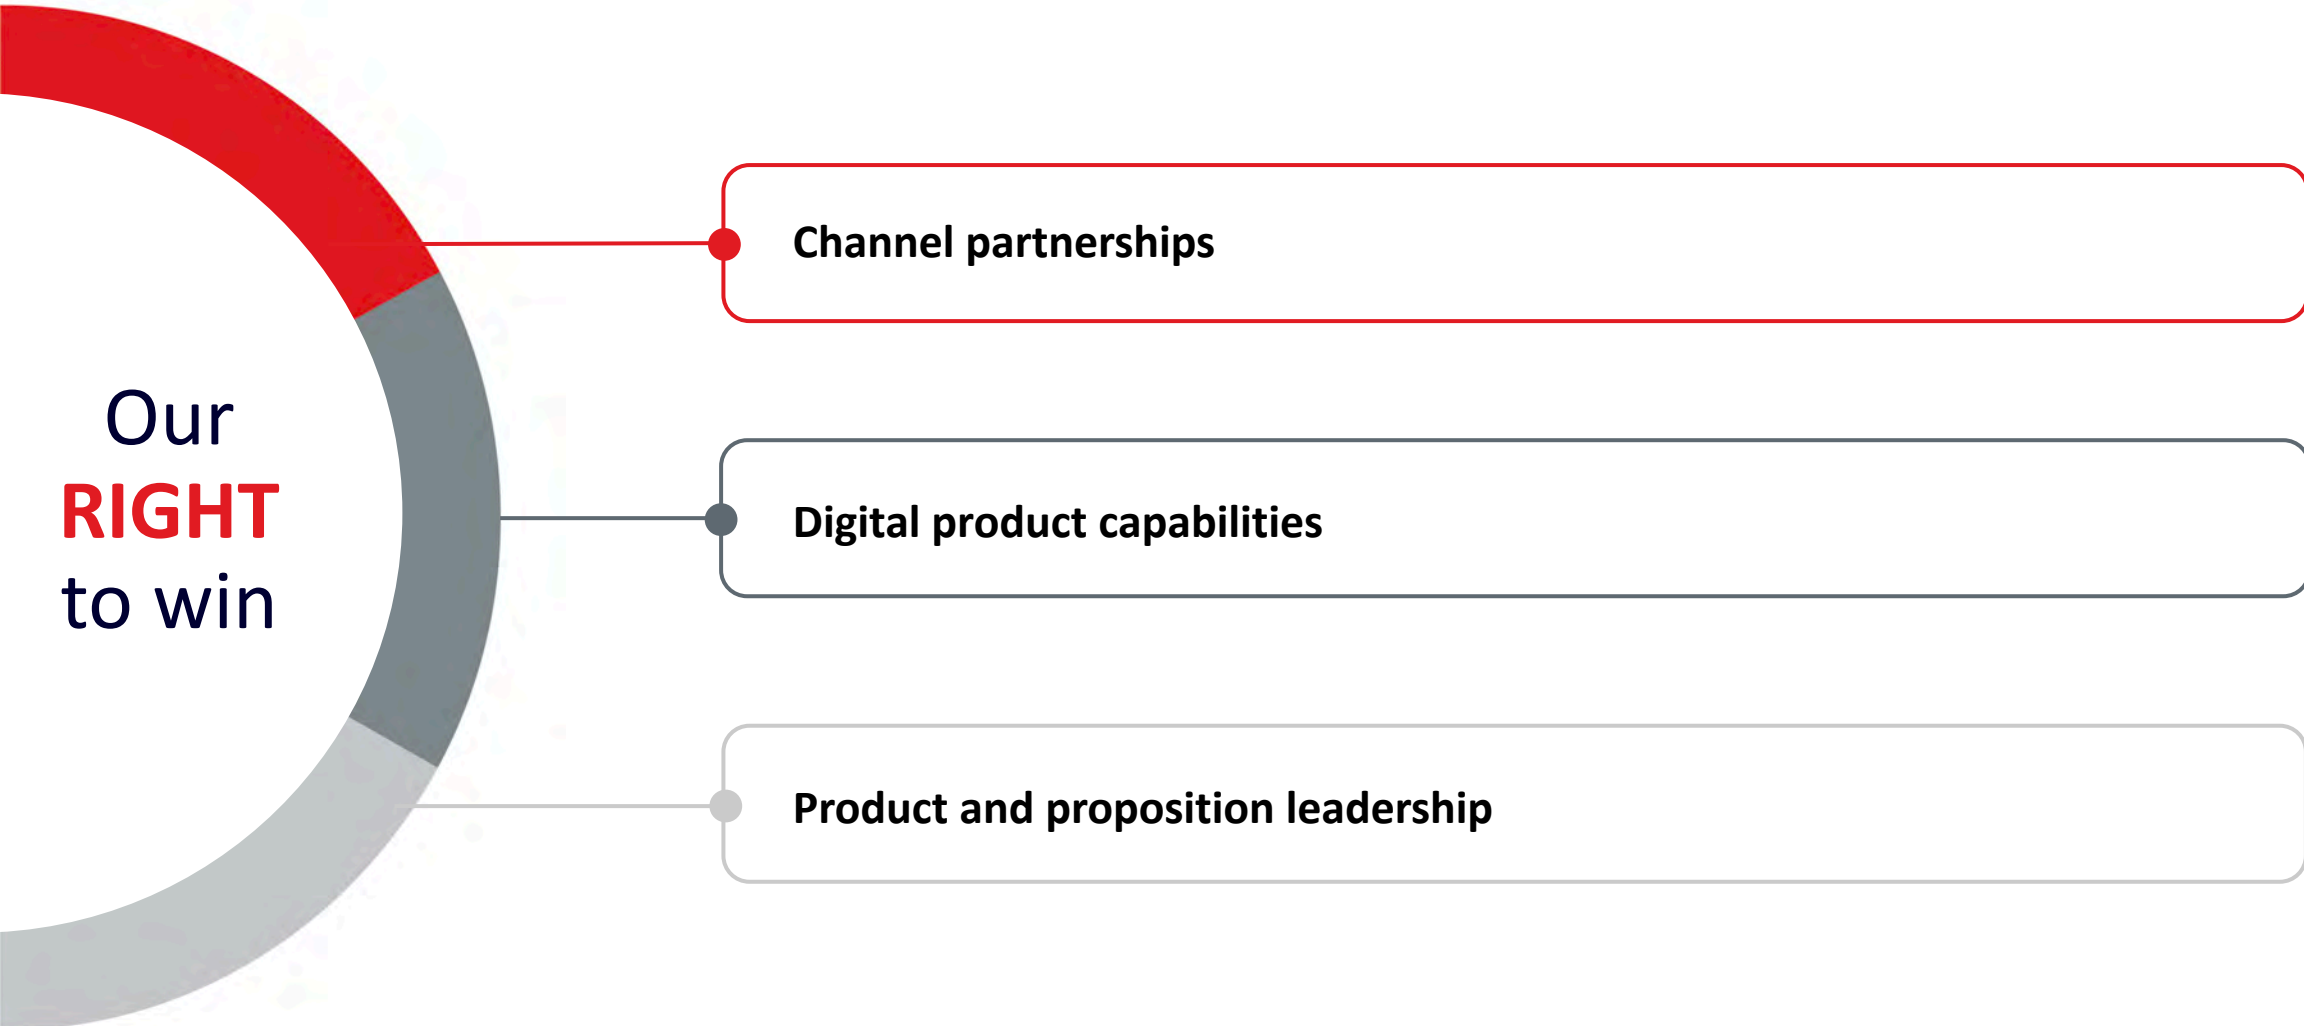 Our
RIGHT
to win
Channel partnerships
Digital product capabilities
Product and proposition leadership